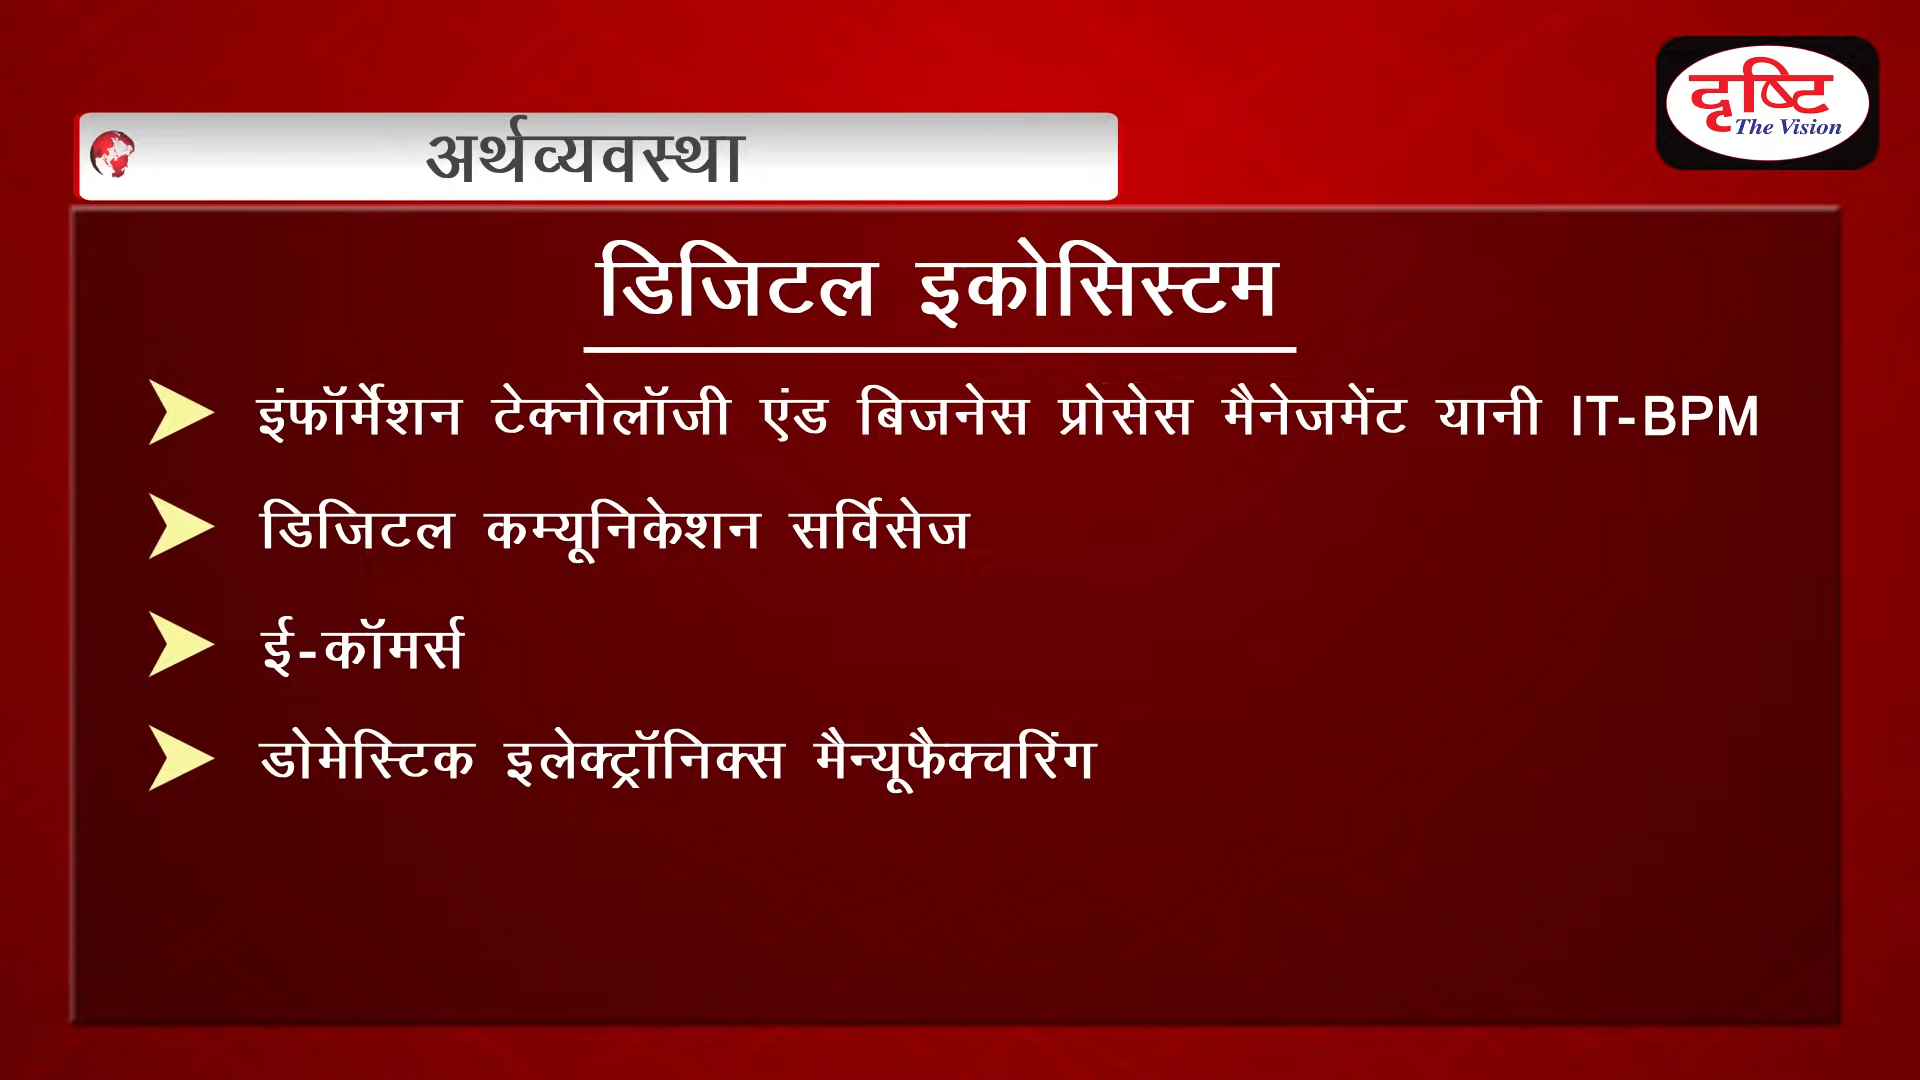 दृष्टि
The Vision
अर्थव्यवस्था
डिजिटल इकोसिस्टम
इंफॉर्मेशन टेक्नोलॉजी एंड बिजनेस प्रोसेस मैनेजमेंट यानी IT-BPM
डिजिटल कम्यूनिकेशन सर्विसेज
ई-कॉमर्स
डोमेस्टिक इलेक्ट्रॉनिक्स मैन्यूफैक्चरिंग